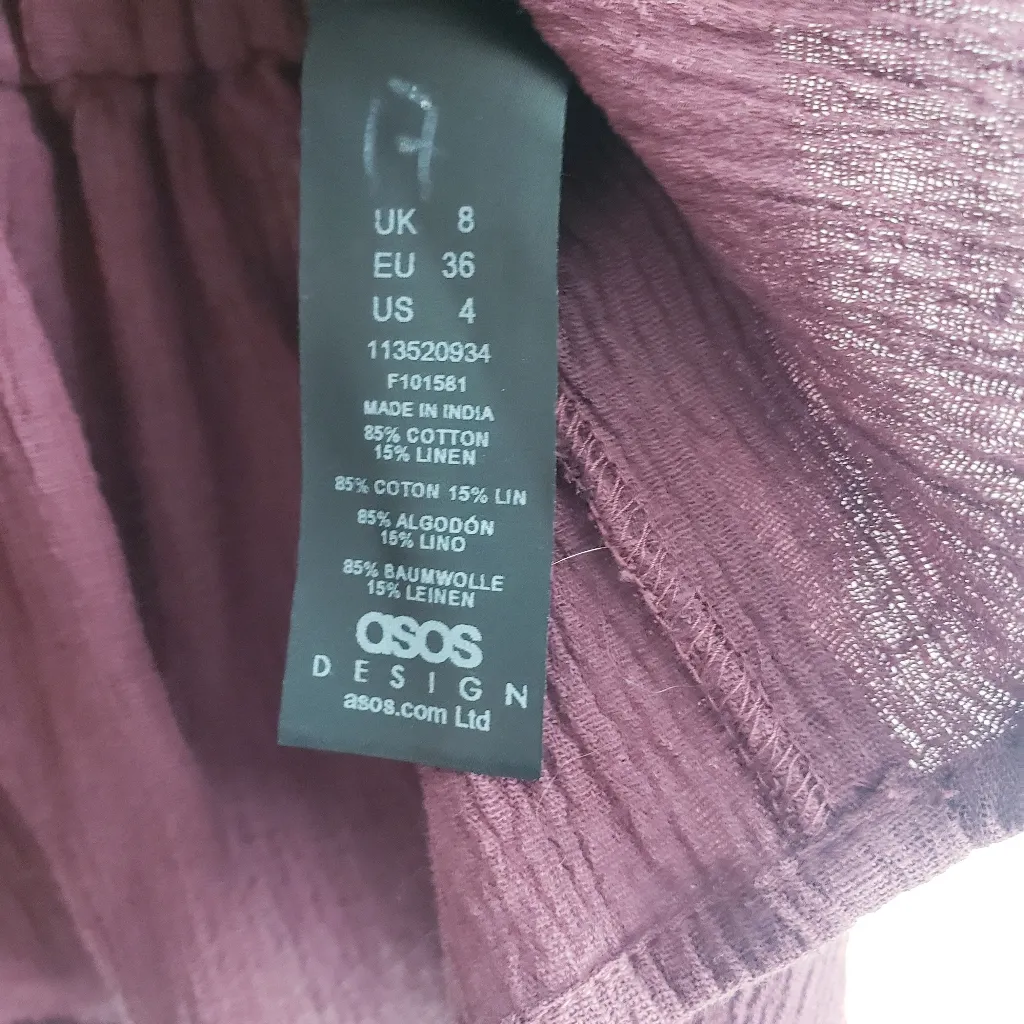 17
UK 8
EU 36
US 4
113520934
F101581
MADE IN INDIA
85% COTTON
15% LINEN
85% COTON 15% LIN
85% ALGODÓN
15% LINO
85% BAUMWOLLE
15% LEINEN
asos
DESIGN
asos.com Ltd